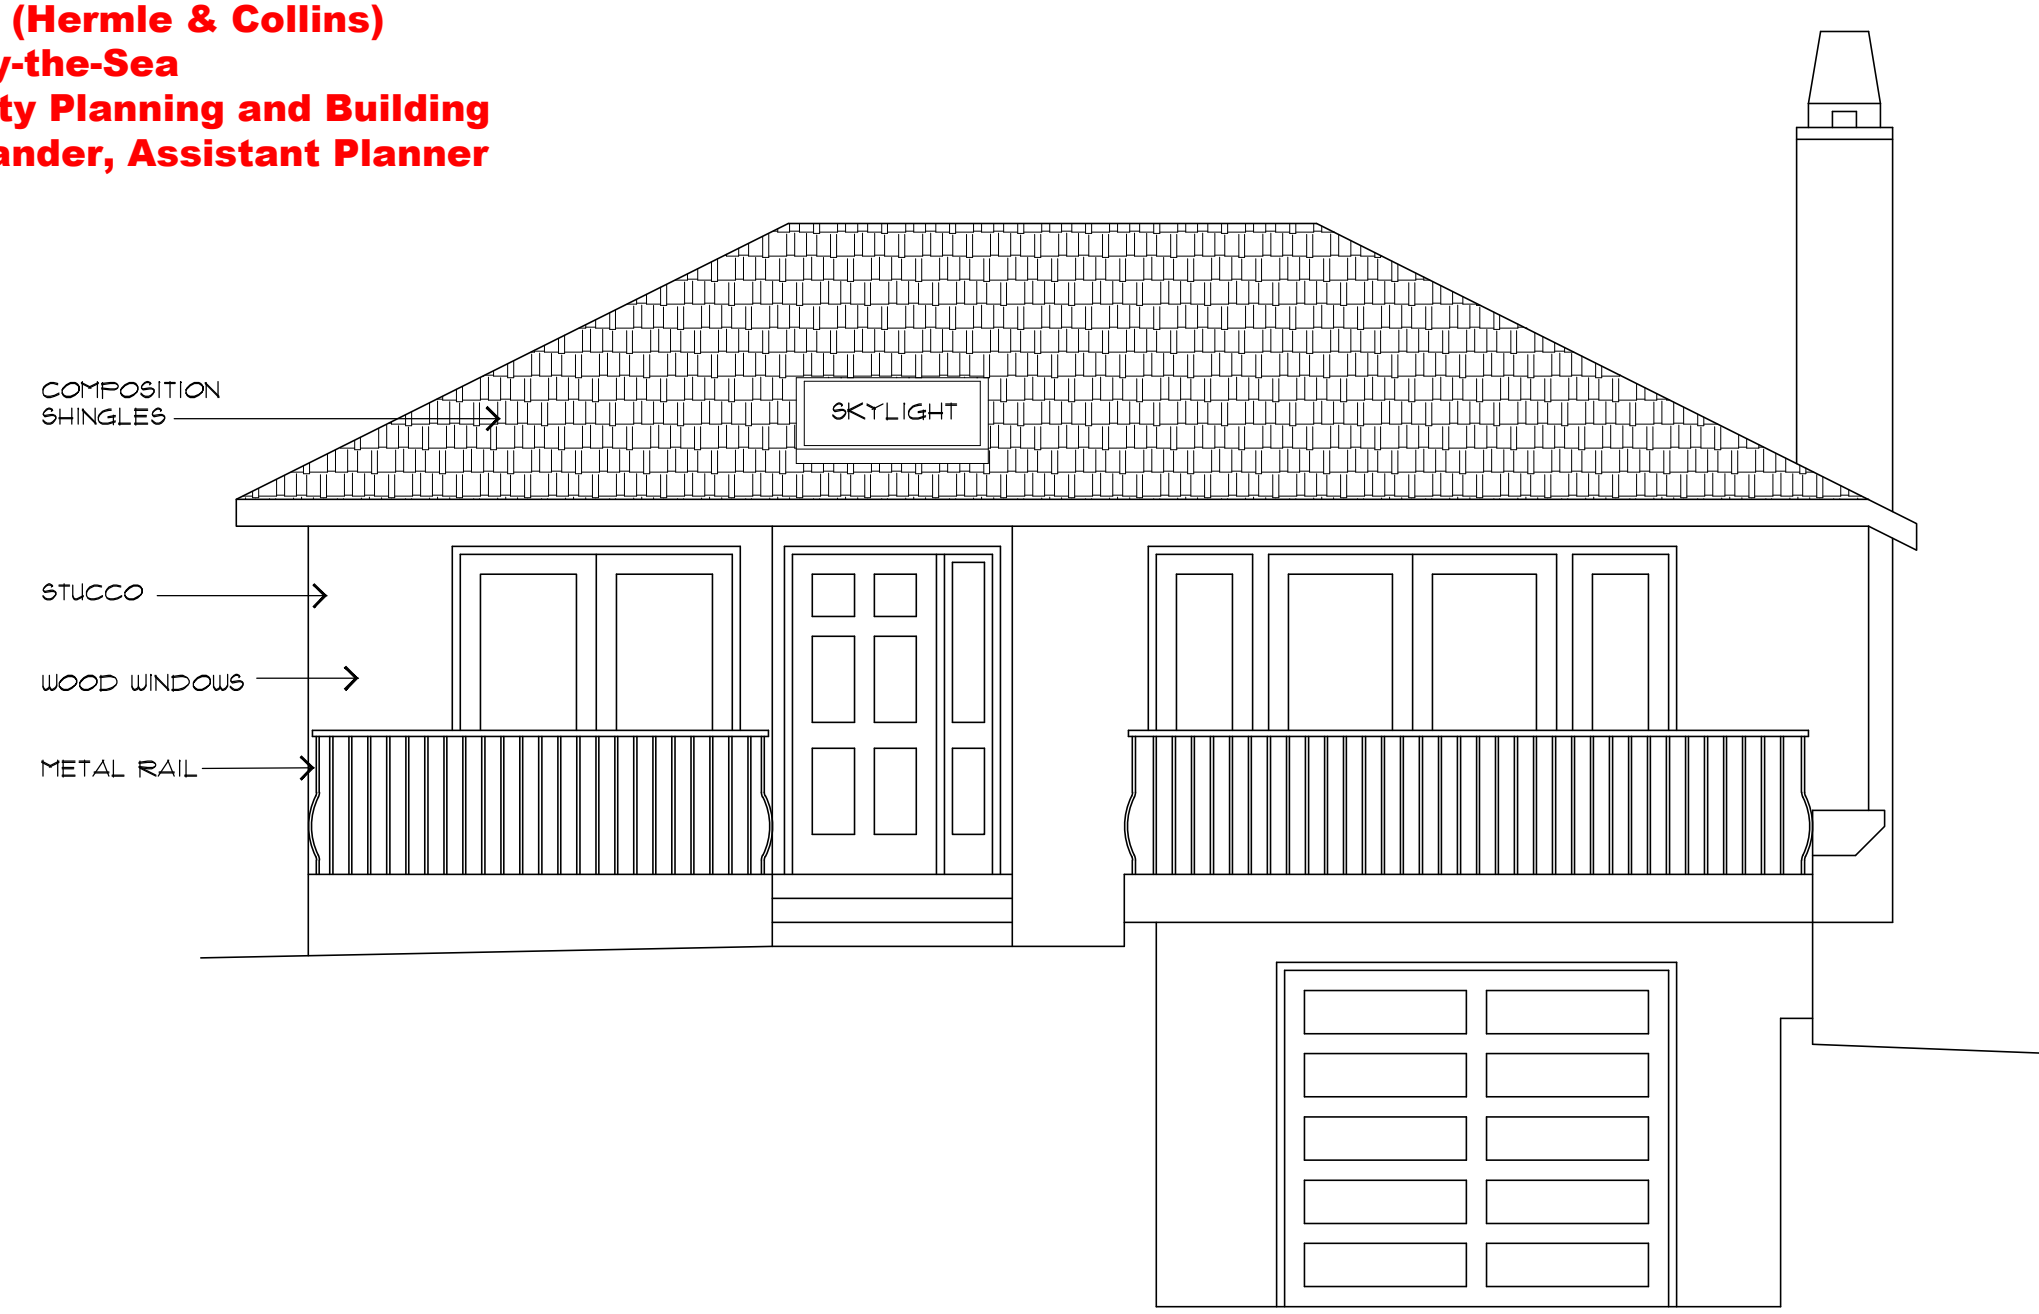 (Hermle & Collins)
y-the-Sea
ty Planning and Building
ander, Assistant Planner
COMPOSITION
SHINGLES
SKYLIGHT
STUCCO
WOOD WINDOWS
METAL RAIL